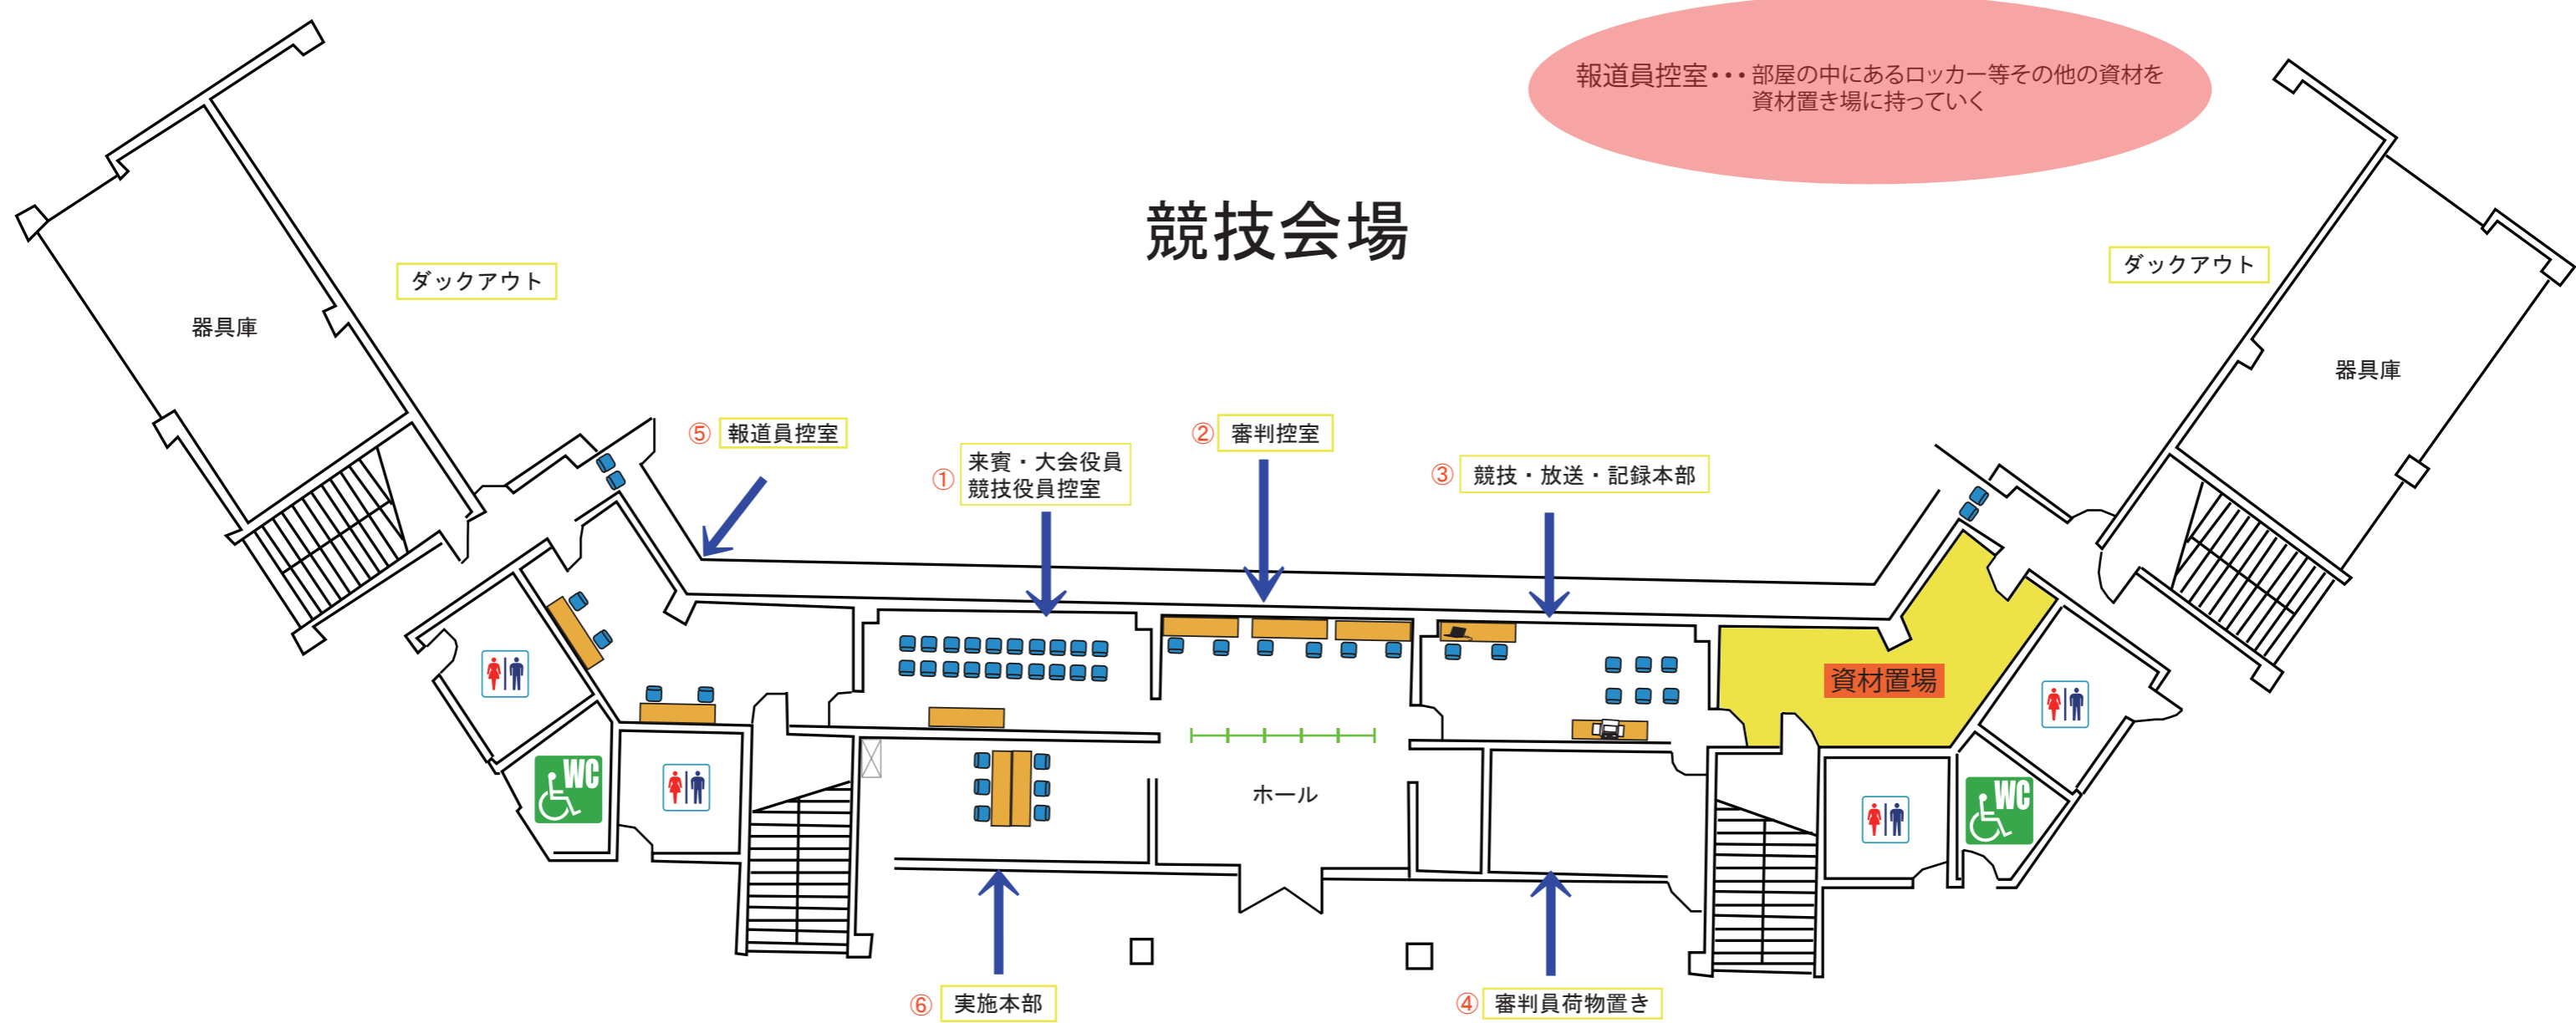 報道員控室・・・部屋の中にあるロッカー等その他の資材を
資材置き場に持っていく
競技会場
ダックアウト
ダックアウト
器具庫
器具庫
⑤ 報道員控室
① 来賓・大会役員
競技役員控室
② 審判控室
③ 競技・放送・記録本部
資材置場
WC
WC
ホール
⑥ 実施本部
④ 審判員荷物置き